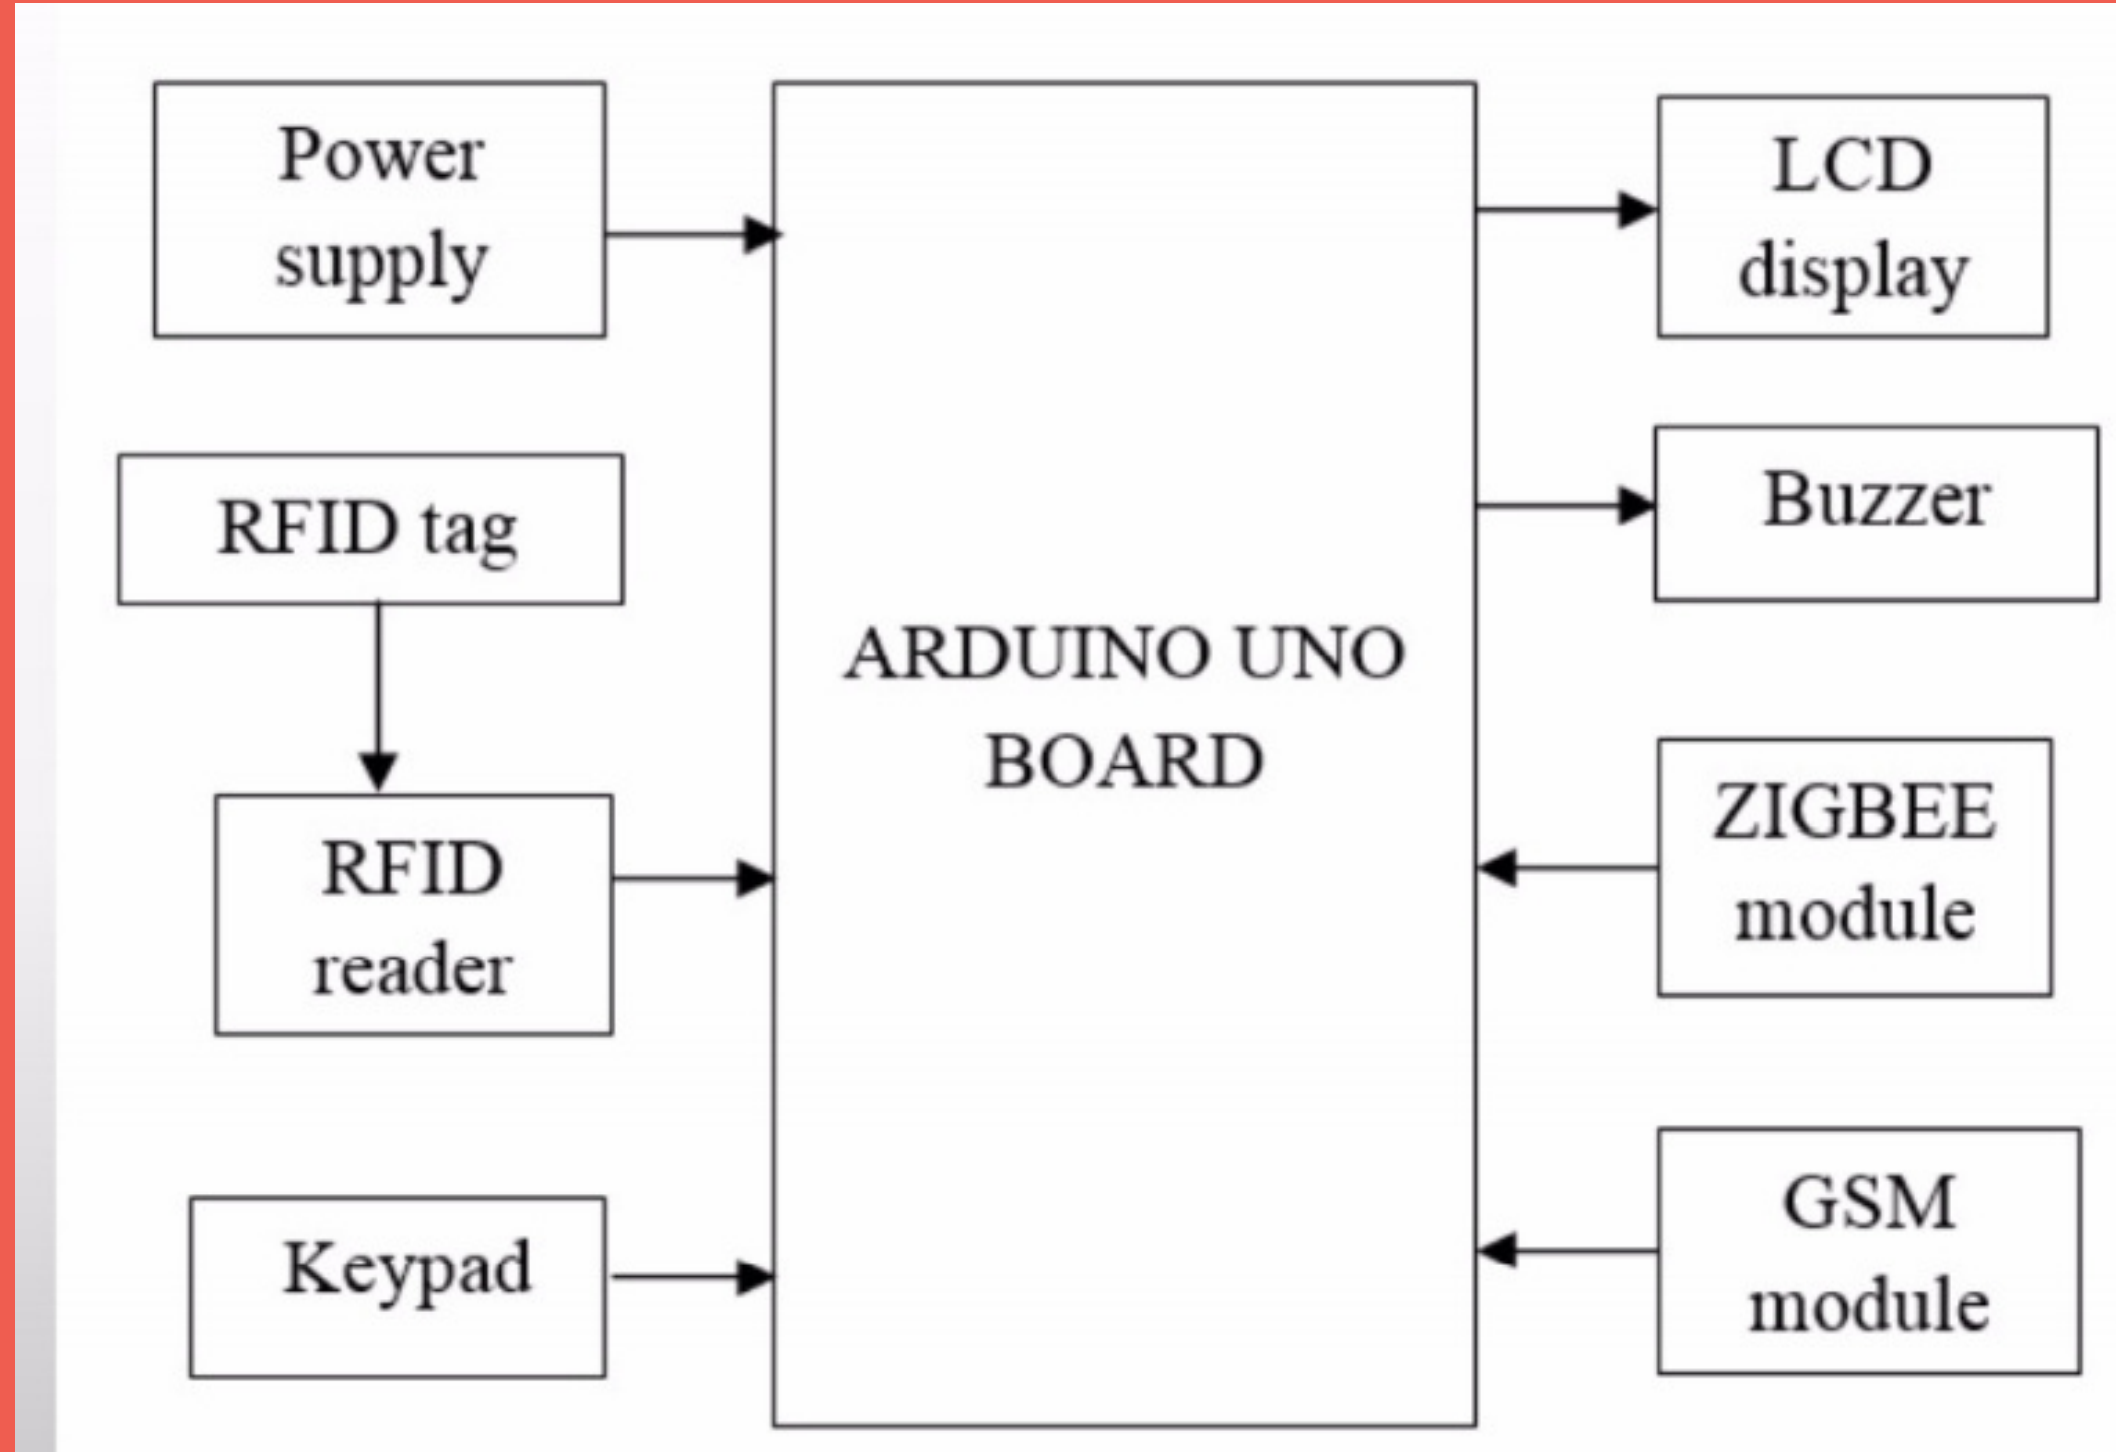 Power
supply
RFID tag
RFID
reader
Keypad
ARDUINO UNO
BOARD
LCD
display
Buzzer
ZIGBEE
module
GSM
module